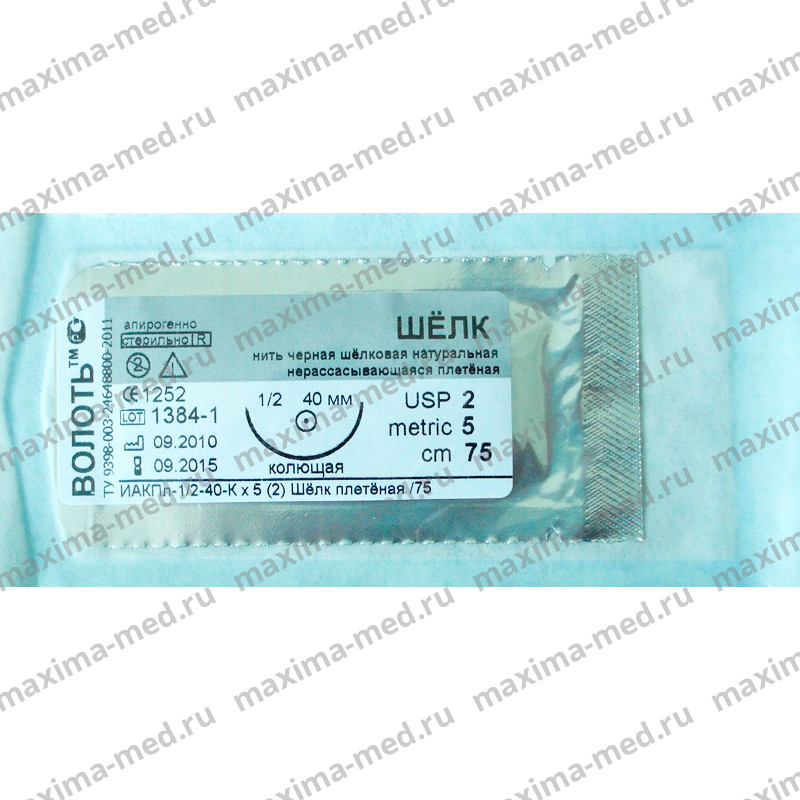 ВОЛОТЬ™
ТУ 9398-003-24648800-2011
апирогенно
стерильно R
ШЁЛК
нить черная шёлковая натуральная
нерассасывающаяся плетёная
2
CE1252
LOT 1384-1
09.2010
09.2015
1/2 40 мм
колющая
USP 2
metric 5
cm 75
ИАКПл-1/2-40-К x 5 (2) Шёлк плетёная /75
maxima-med.ru